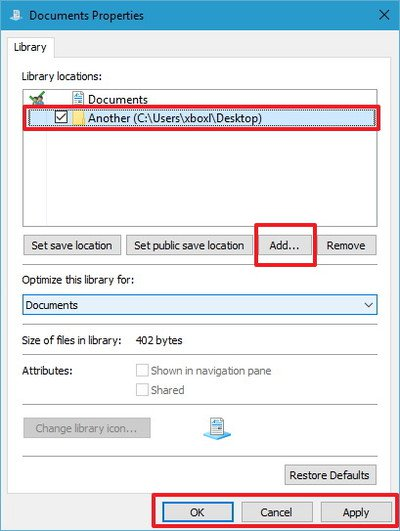 Documents Properties
Library
Library locations:
Documents
Another (C:\Users\xboxl\Desktop)
Set save location Set public save location Add... Remove
Optimize this library for:
Documents
Size of files in library: 402 bytes
Attributes: Shown in navigation pane
Shared
Change library icon...
Restore Defaults
OK Cancel Apply